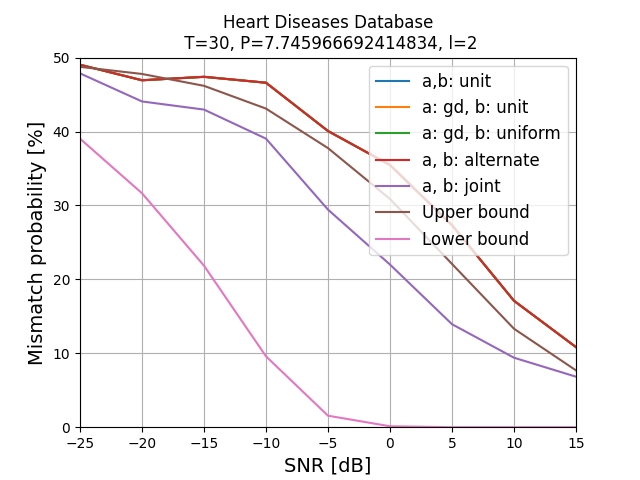 Heart Diseases Database
T=30, P=7.745966692414834, l=2
Mismatch probability [%]
50
40
30
20
10
0
a,b: unit
a: gd, b: unit
a: gd, b: uniform
a, b: alternate
a, b: joint
Upper bound
Lower bound
−25
−20
−15
−10
−5
0
5
10
15
SNR [dB]